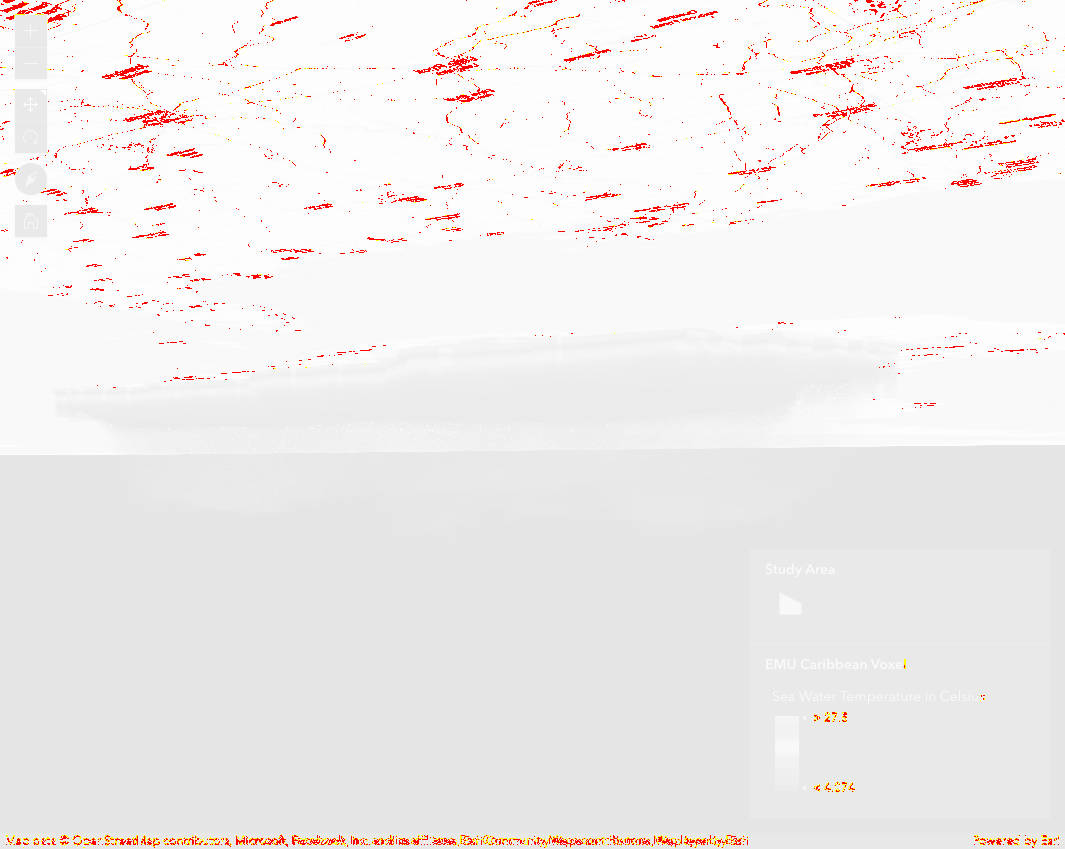 Study Area
EMU Caribbean Voxel
Sea Water Temperature in Celsius
> 27.5
< 4.074
Map data © OpenStreetMap contributors, Microsoft, Facebook, Inc. and its affiliates, Esri Community Maps contributors, Map layer by Esri
Powered by Esri